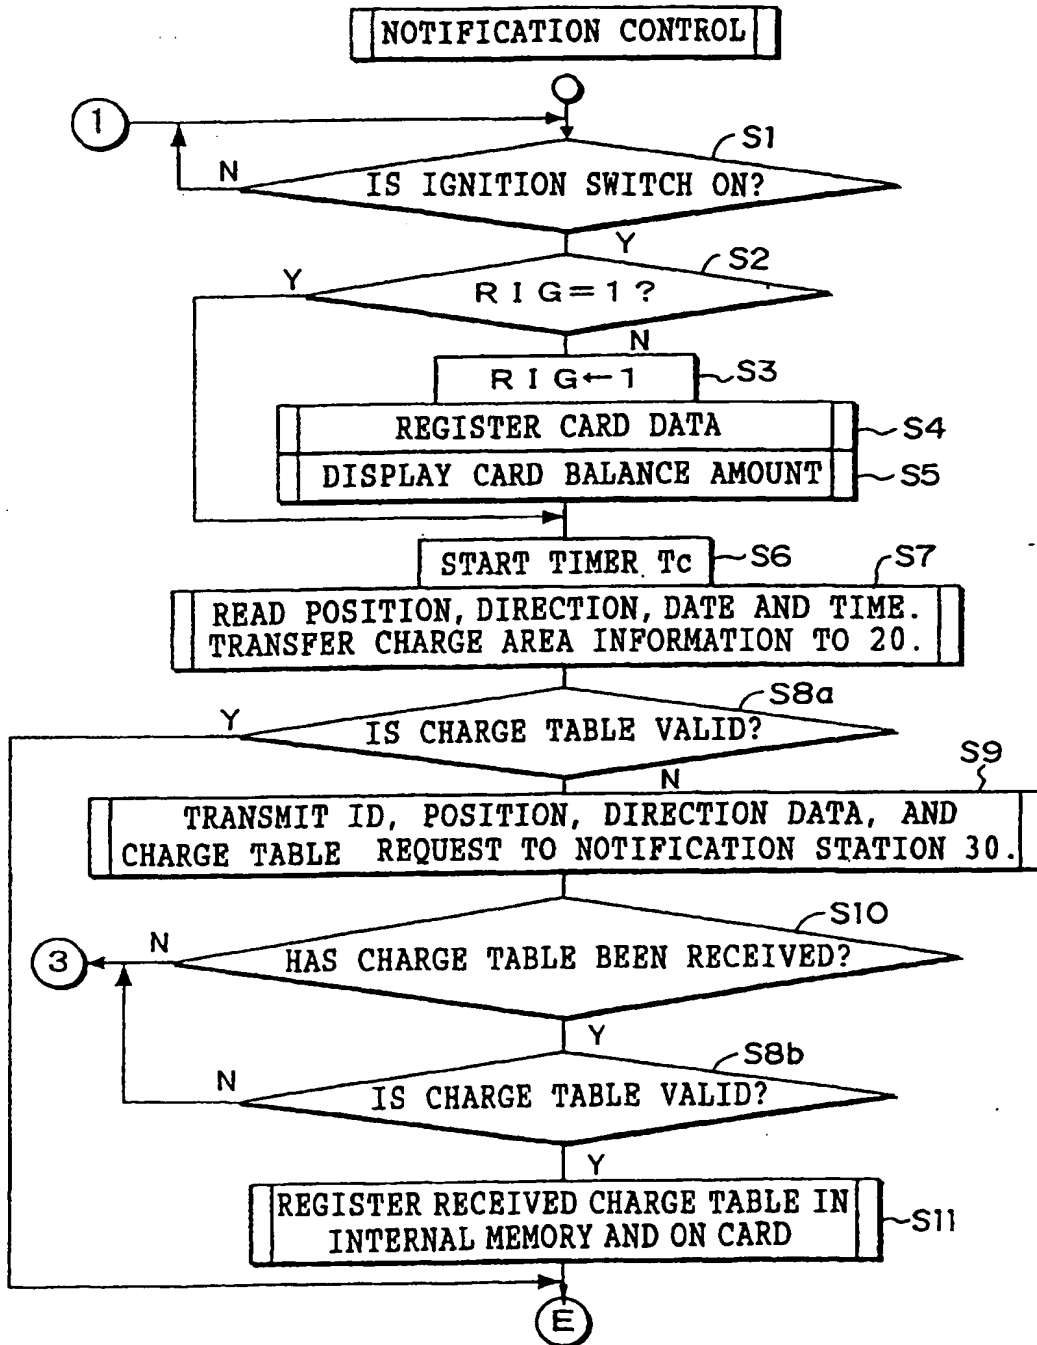 NOTIFICATION CONTROL
1
S1
N
IS IGNITION SWITCH ON?
Y
S2
Y
RIG=1?
N
RIG←1
S3
REGISTER CARD DATA
S4
DISPLAY CARD BALANCE AMOUNT
S5
START TIMER Tc
S6
S7
READ POSITION, DIRECTION, DATE AND TIME.
TRANSFER CHARGE AREA INFORMATION TO 20.
S8a
Y
IS CHARGE TABLE VALID?
N
S9
TRANSMIT ID, POSITION, DIRECTION DATA, AND
CHARGE TABLE REQUEST TO NOTIFICATION STATION 30.
S10
3
N
HAS CHARGE TABLE BEEN RECEIVED?
Y
S8b
N
IS CHARGE TABLE VALID?
Y
REGISTER RECEIVED CHARGE TABLE IN
INTERNAL MEMORY AND ON CARD
S11
E